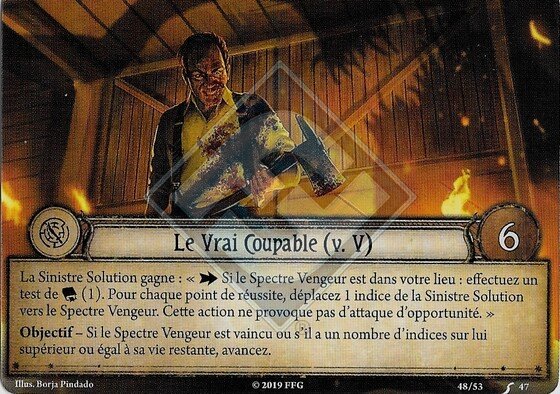 Le Vrai Coupable (v. V)
6
La Sinistre Solution gagne : « Si le Spectre Vengeur est dans votre lieu : effectuez un
test de (1). Pour chaque point de réussite, déplacez 1 indice de la Sinistre Solution
vers le Spectre Vengeur. Cette action ne provoque pas d'attaque d'opportunité. »
Objectif – Si le Spectre Vengeur est vaincu ou s'il a un nombre d'indices sur lui
supérieur ou égal à sa vie restante, avancez.
Illus. Borja Pindado
© 2019 FFG
48/53
47